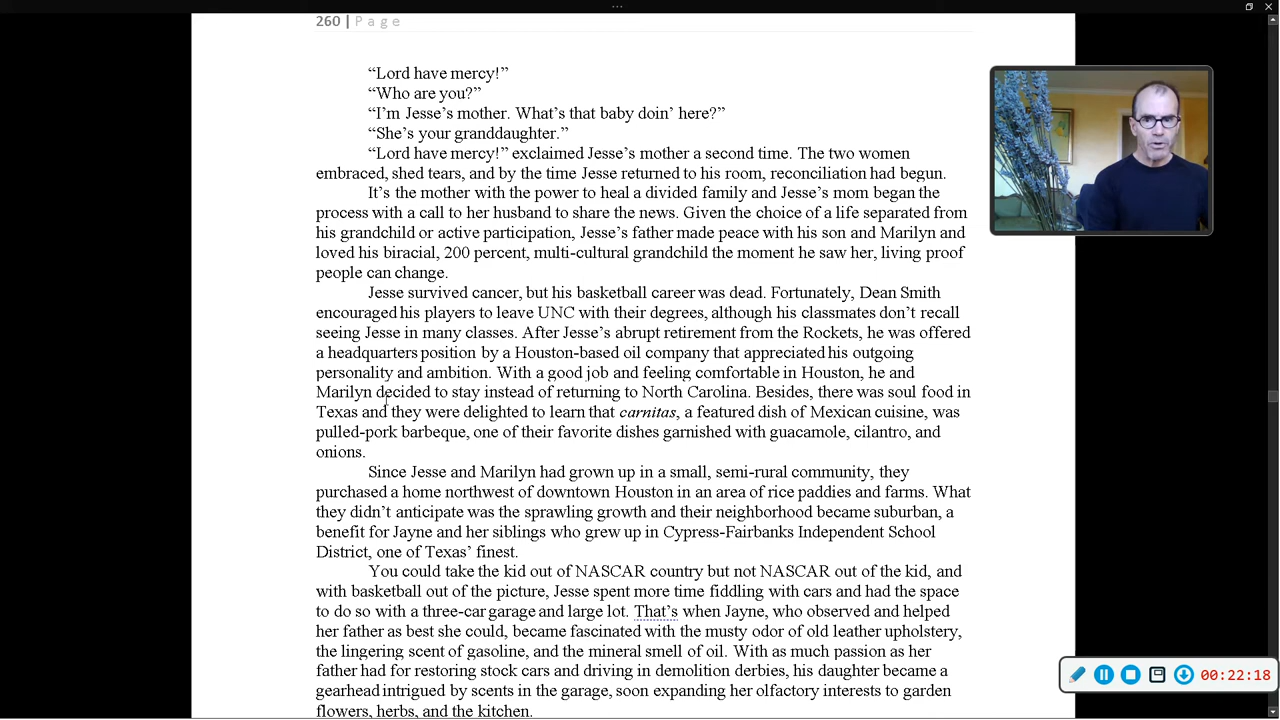 260 | Page
“Lord have mercy!”
“Who are you?”
“I’m Jesse’s mother. What’s that baby doin’ here?”
“She’s your granddaughter.”
“Lord have mercy!” exclaimed Jesse’s mother a second time. The two women
embraced, shed tears, and by the time Jesse returned to his room, reconciliation had begun.
It’s the mother with the power to heal a divided family and Jesse’s mom began the
process with a call to her husband to share the news. Given the choice of a life separated from
his grandchild or active participation, Jesse’s father made peace with his son and Marilyn and
loved his biracial, 200 percent, multi-cultural grandchild the moment he saw her, living proof
people can change.
Jesse survived cancer, but his basketball career was dead. Fortunately, Dean Smith
encouraged his players to leave UNC with their degrees, although his classmates don’t recall
seeing Jesse in many classes. After Jesse’s abrupt retirement from the Rockets, he was offered
a headquarters position by a Houston-based oil company that appreciated his outgoing
personality and ambition. With a good job and feeling comfortable in Houston, he and
Marilyn decided to stay instead of returning to North Carolina. Besides, there was soul food in
Texas and they were delighted to learn that carnitas, a featured dish of Mexican cuisine, was
pulled-pork barbeque, one of their favorite dishes garnished with guacamole, cilantro, and
onions.
Since Jesse and Marilyn had grown up in a small, semi-rural community, they
purchased a home northwest of downtown Houston in an area of rice paddies and farms. What
they didn’t anticipate was the sprawling growth and their neighborhood became suburban, a
benefit for Jayne and her siblings who grew up in Cypress-Fairbanks Independent School
District, one of Texas’ finest.
You could take the kid out of NASCAR country but not NASCAR out of the kid, and
with basketball out of the picture, Jesse spent more time fiddling with cars and had the space
to do so with a three-car garage and large lot. That’s when Jayne, who observed and helped
her father as best she could, became fascinated with the musty odor of old leather upholstery,
the lingering scent of gasoline, and the mineral smell of oil. With as much passion as her
father had for restoring stock cars and driving in demolition derbies, his daughter became a
gearhead intrigued by scents in the garage, soon expanding her olfactory interests to garden
flowers, herbs, and the kitchen.
00:22:18